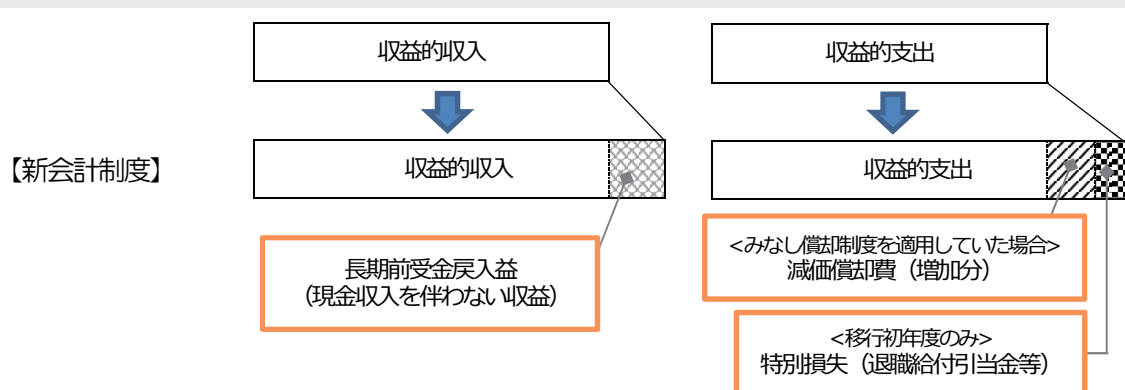 収益的収入
収益的支出
【新会計制度】
収益的収入
収益的支出
長期前受金戻入益
（現金収入を伴わない収益）
<みなし償却制度を適用していた場合>
減価償却費（増加分）
<移行初年度のみ>
特別損失（退職給付引当金等）